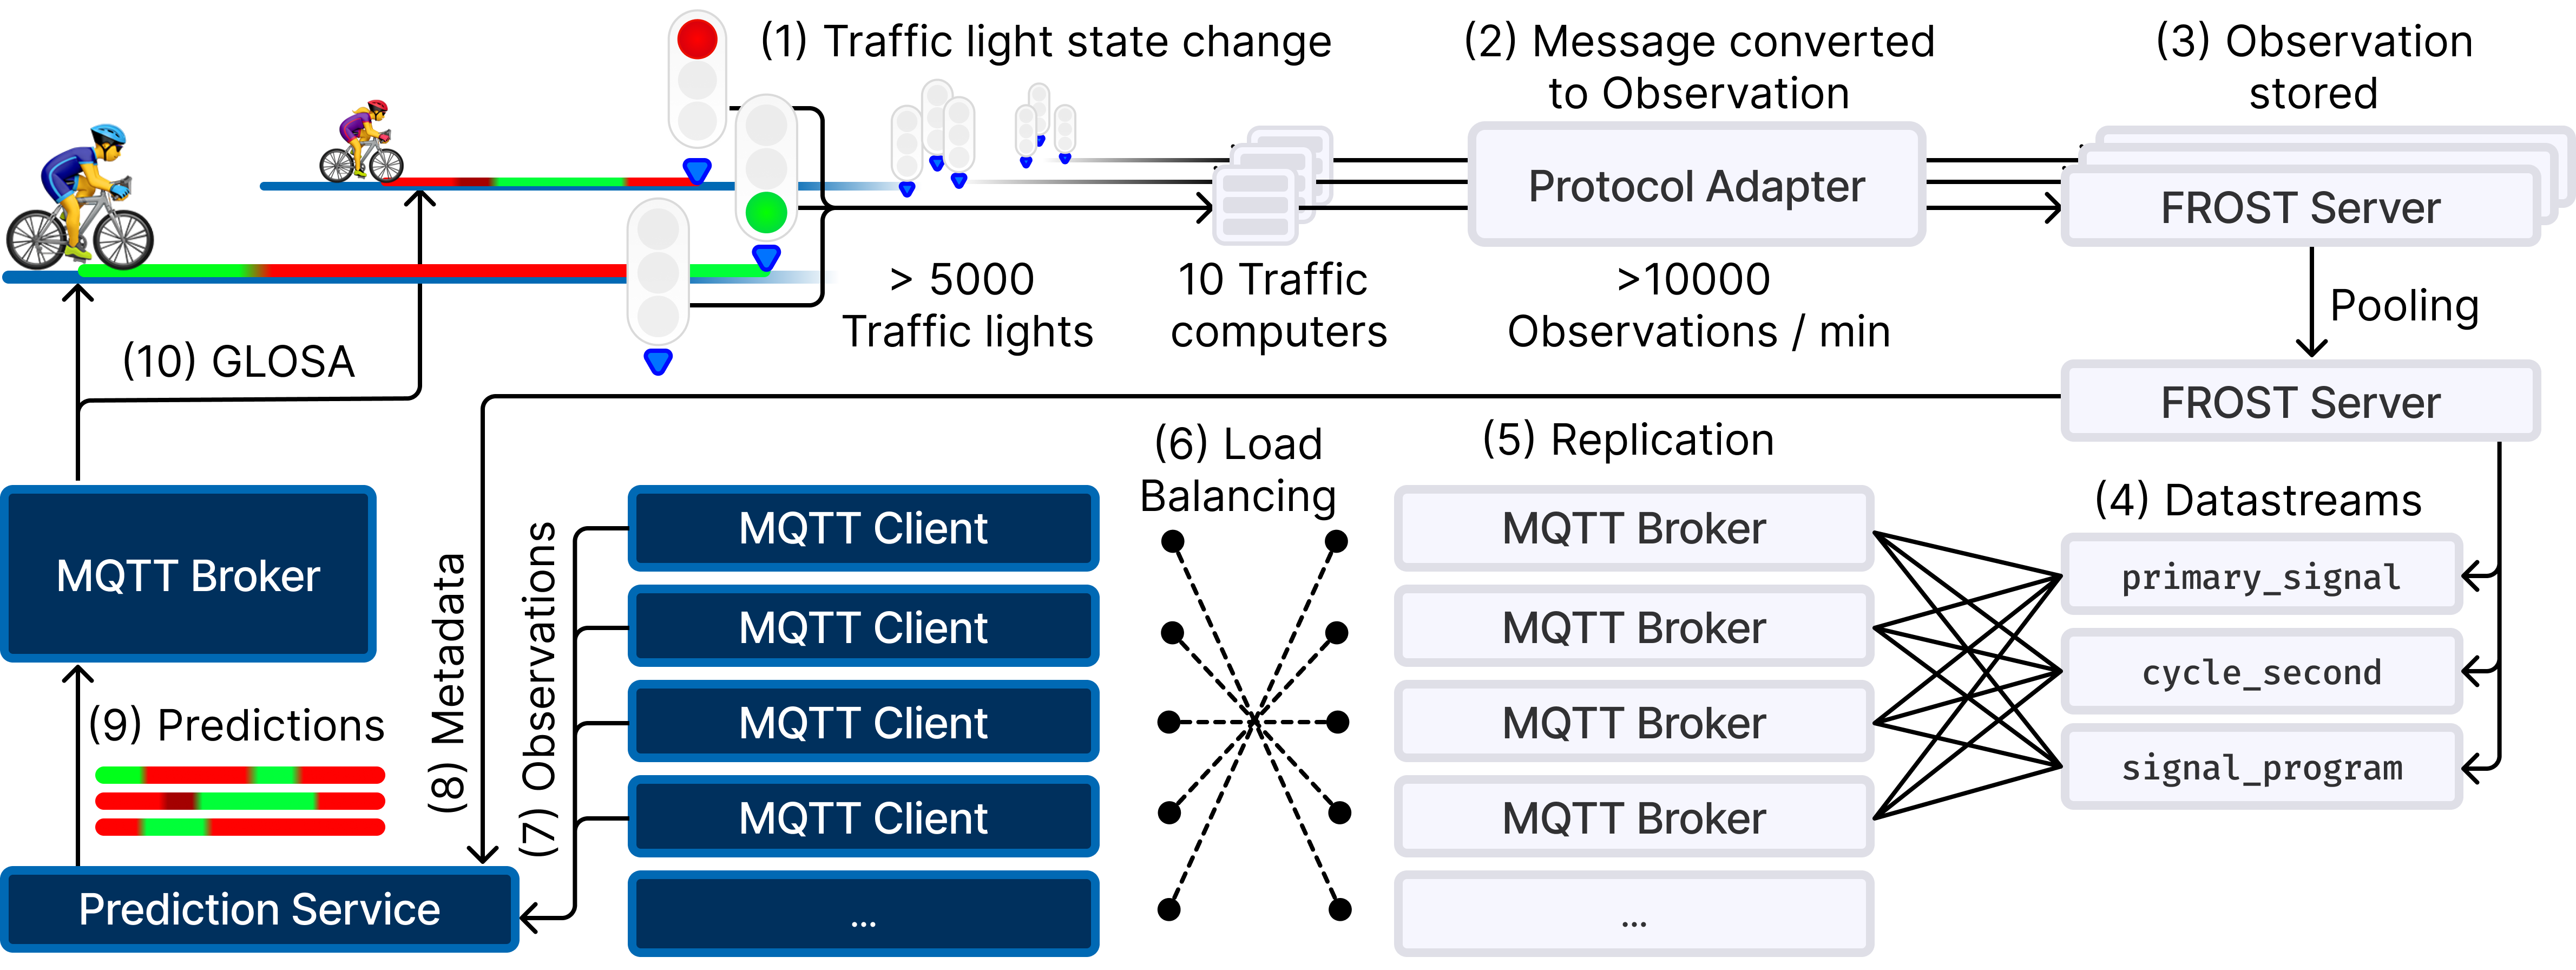 (1) Traffic light state change
(2) Message converted
to Observation
(3) Observation
stored
Protocol Adapter
FROST Server
> 5000
Traffic lights
10 Traffic
computers
>10000
Observations / min
Pooling
(10) GLOSA
FROST Server
(6) Load
Balancing
(5) Replication
(4) Datastreams
MQTT Broker
(8) Metadata
(7) Observations
MQTT Client
MQTT Client
MQTT Client
MQTT Client
...
MQTT Broker
MQTT Broker
MQTT Broker
MQTT Broker
...
primary_signal
cycle_second
signal_program
(9) Predictions
Prediction Service